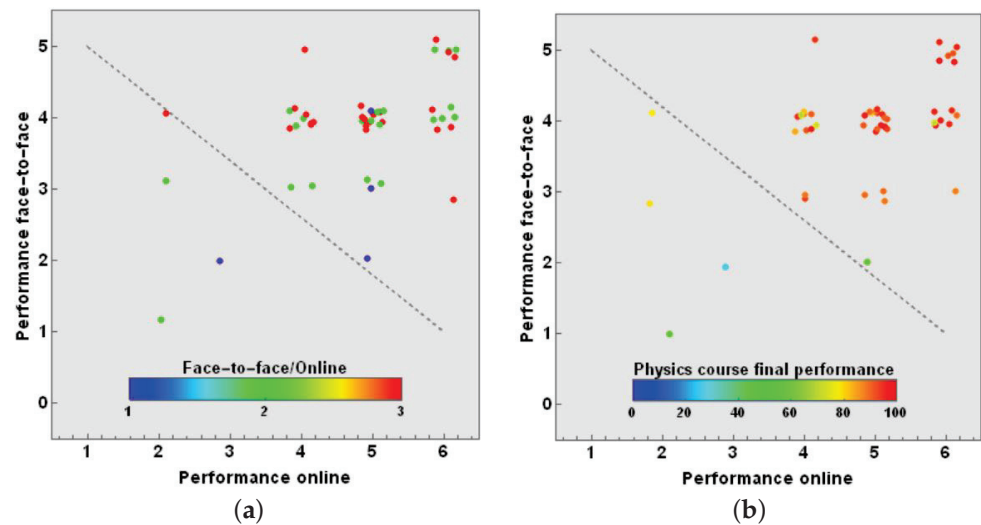 5
4
3
2
1
0
Performance face-to-face
Face-to-face/Online
1 2 3
1 2 3 4 5 6
Performance online
(a)
5
4
3
2
1
0
Performance face-to-face
Physics course final performance
0 20 40 60 80 100
1 2 3 4 5 6
Performance online
(b)